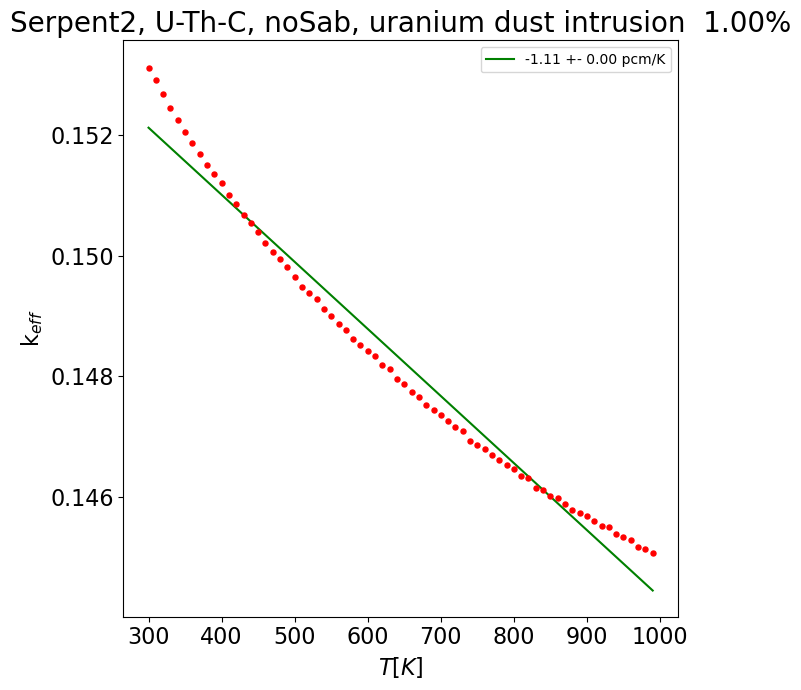 Serpent2, U-Th-C, noSab, uranium dust intrusion  1.00%
-1.11 +- 0.00 pcm/K
0.152
0.150
0.148
0.146
k_eff
300 400 500 600 700 800 900 1000
T[K]